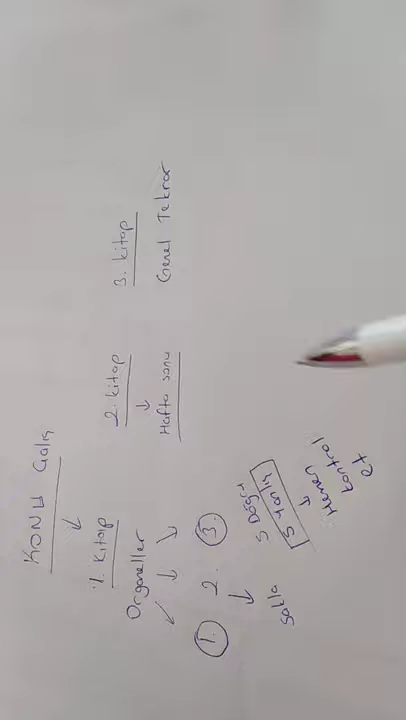 KONU Çalış
1. kitap
Organeller
① 2. ③
Sakla
5 Doğru
5 yanlış
Hemen
kontrol
et
2. kitap
Hafta sonu
3. kitap
Genel Tekrar